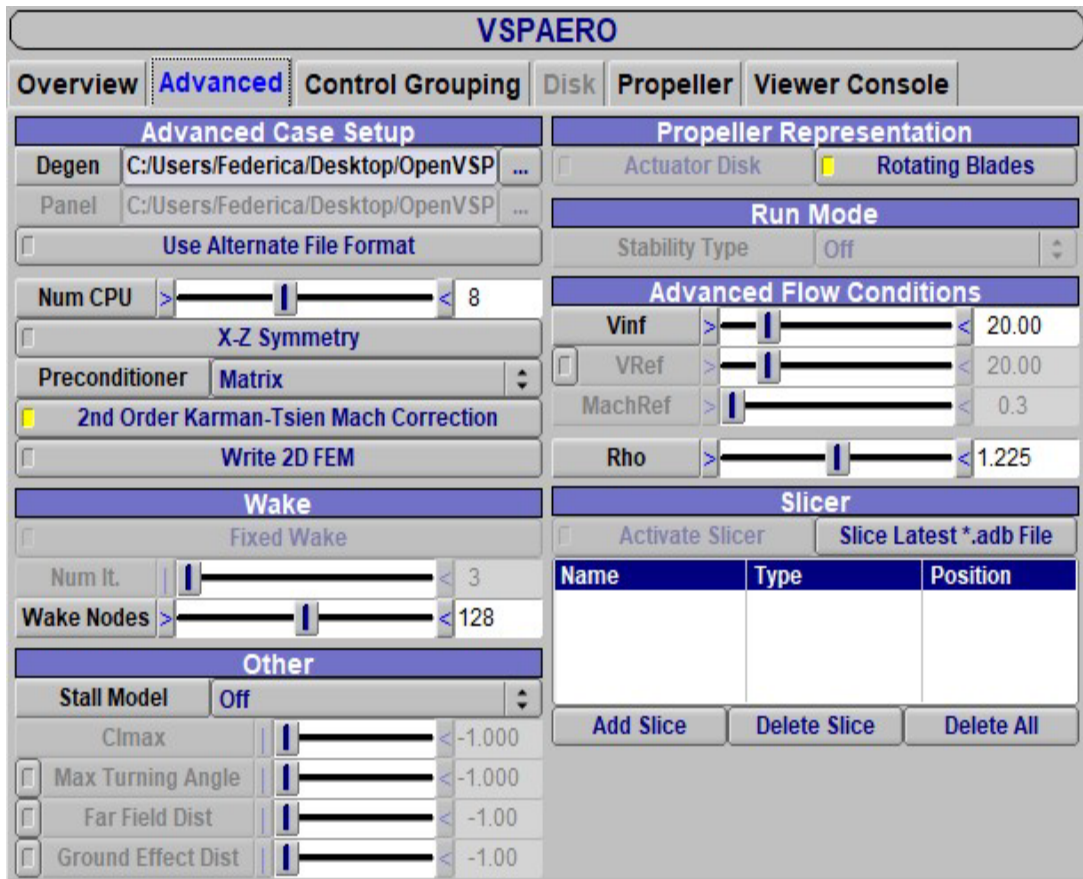 VSPAERO
Overview Advanced Control Grouping Disk Propeller Viewer Console
Advanced Case Setup
Degen C:/Users/Federica/Desktop/OpenVSP ...
Panel C:/Users/Federica/Desktop/OpenVSP ...
Use Alternate File Format
Num CPU > < 8
X-Z Symmetry
Preconditioner Matrix
2nd Order Karman-Tsien Mach Correction
Write 2D FEM
Wake
Fixed Wake
Num It. | < 3
Wake Nodes > < 128
Other
Stall Model Off
Clmax | < -1.000
Max Turning Angle | < -1.000
Far Field Dist | < -1.00
Ground Effect Dist | < -1.00
Propeller Representation
Actuator Disk Rotating Blades
Run Mode
Stability Type Off
Advanced Flow Conditions
Vinf > < 20.00
VRef > < 20.00
MachRef > < 0.3
Rho > < 1.225
Slicer
Activate Slicer Slice Latest *.adb File
Name Type Position
Add Slice Delete Slice Delete All